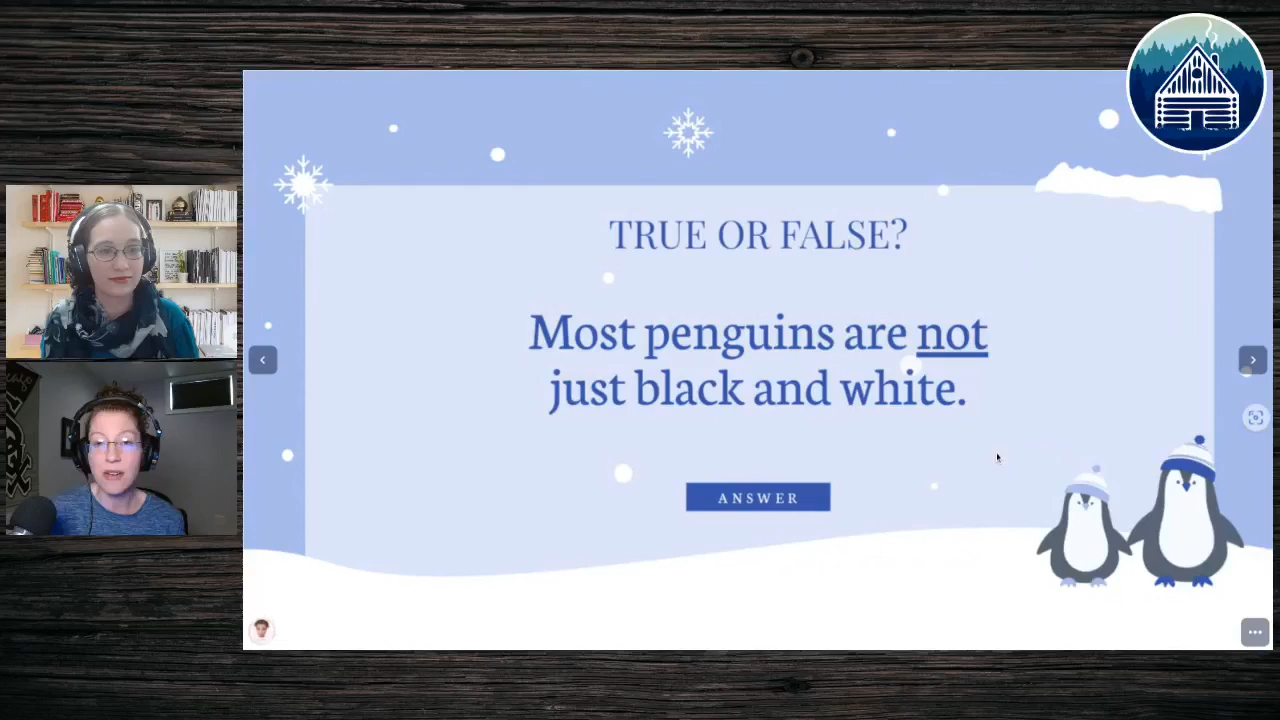 TRUE OR FALSE?
Most penguins are not
just black and white.
ANSWER